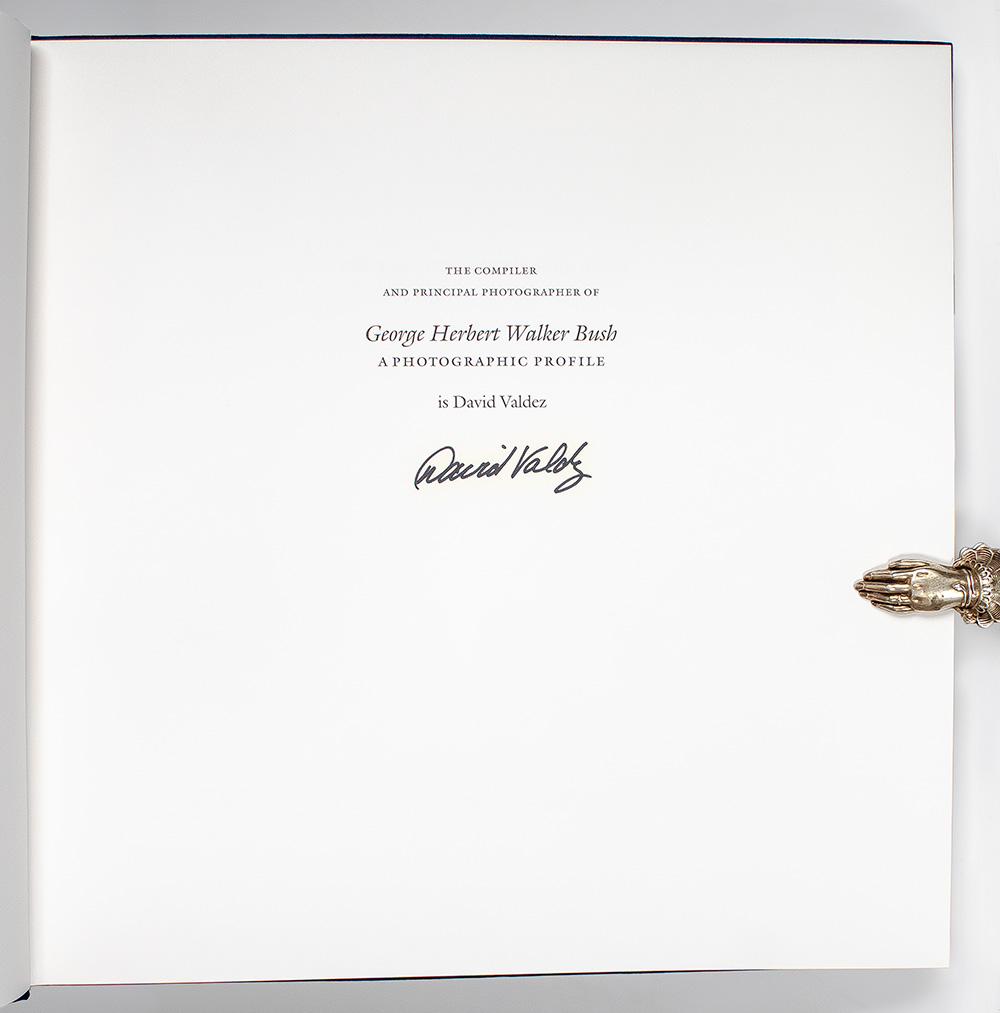 THE COMPILER
AND PRINCIPAL PHOTOGRAPHER OF
George Herbert Walker Bush
A PHOTOGRAPHIC PROFILE
is David Valdez
David Valdez